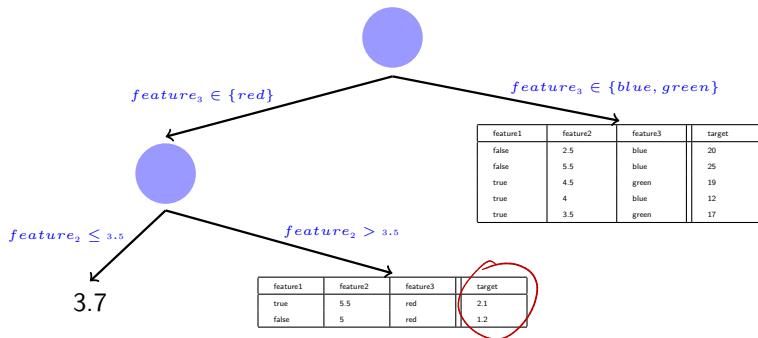 feature₃ ∈ {red}
feature₃ ∈ {blue, green}
feature1 feature2 feature3 target
false 2.5 blue 20
false 5.5 blue 25
true 4.5 green 19
true 4 blue 12
true 3.5 green 17
feature₂ ≤ 3.5
feature₂ > 3.5
3.7
feature1 feature2 feature3 target
true 5.5 red 2.1
false 5 red 1.2